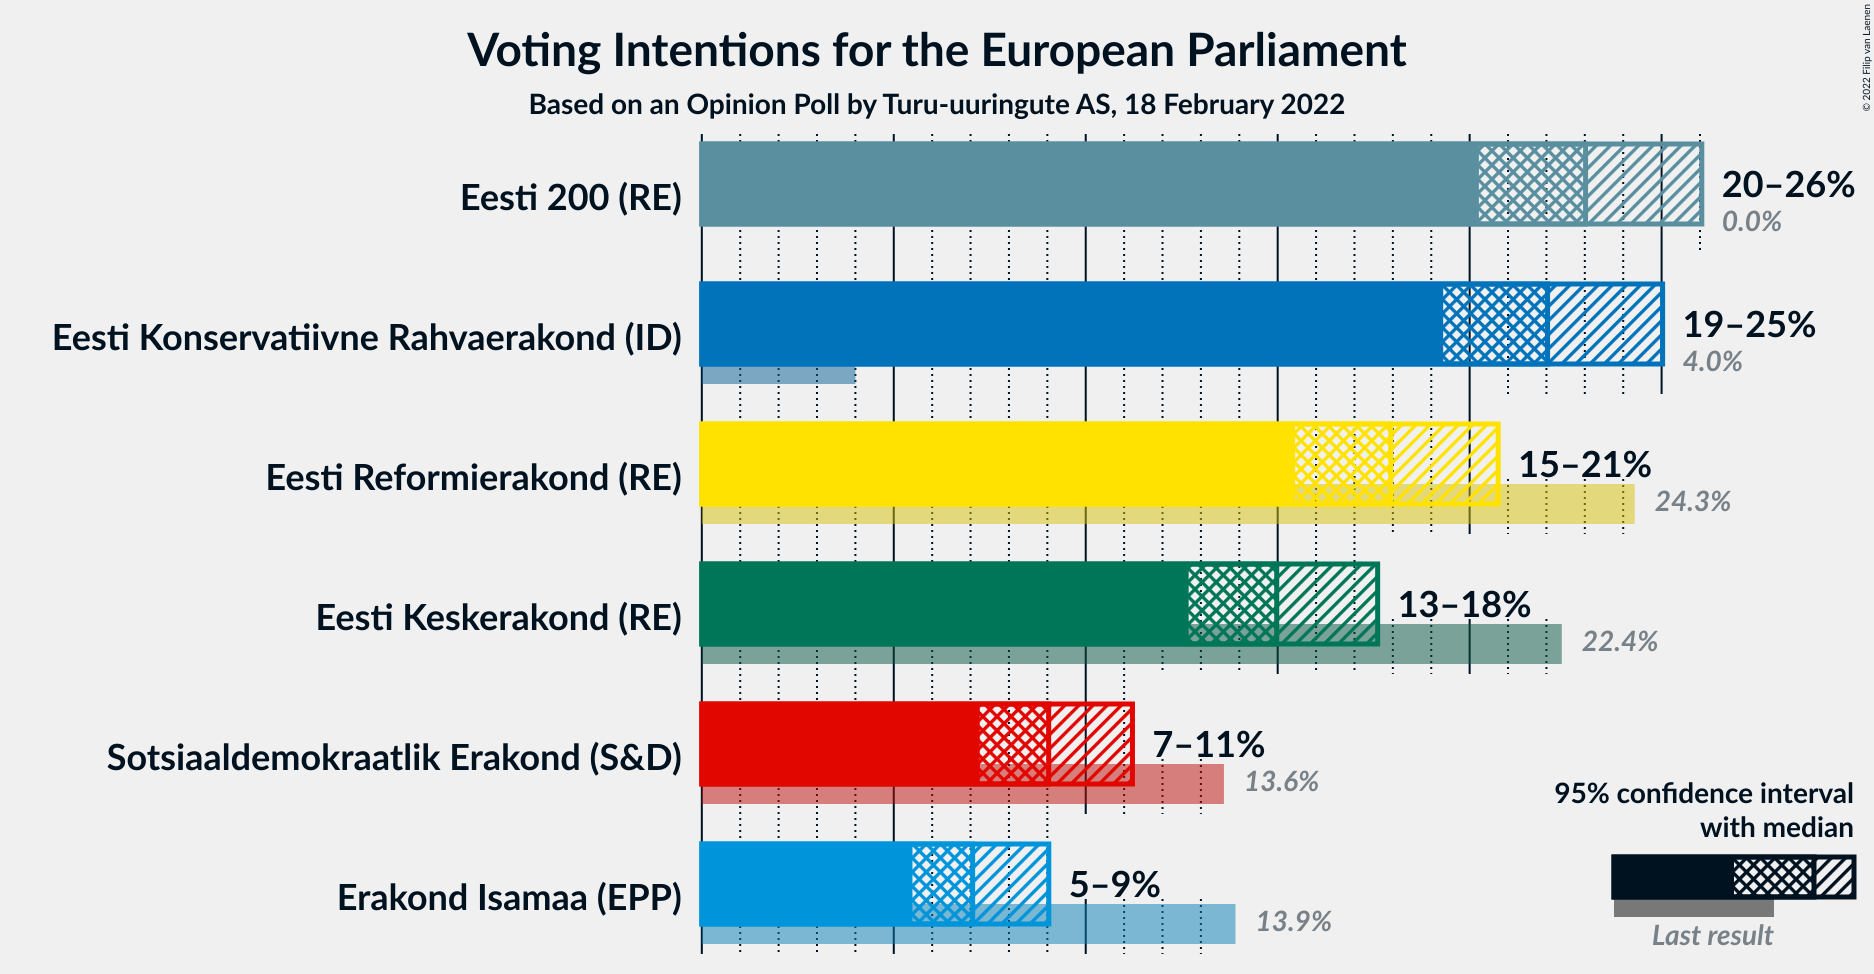 Voting Intentions for the European Parliament
Based on an Opinion Poll by Turu-uuringute AS, 18 February 2022
© 2022 Filip van Laenen
Eesti 200 (RE)
20–26%
0.0%
Eesti Konservatiivne Rahvaerakond (ID)
19–25%
4.0%
Eesti Reformierakond (RE)
15–21%
24.3%
Eesti Keskerakond (RE)
13–18%
22.4%
Sotsiaaldemokraatlik Erakond (S&D)
7–11%
13.6%
Erakond Isamaa (EPP)
5–9%
13.9%
95% confidence interval
with median
Last result